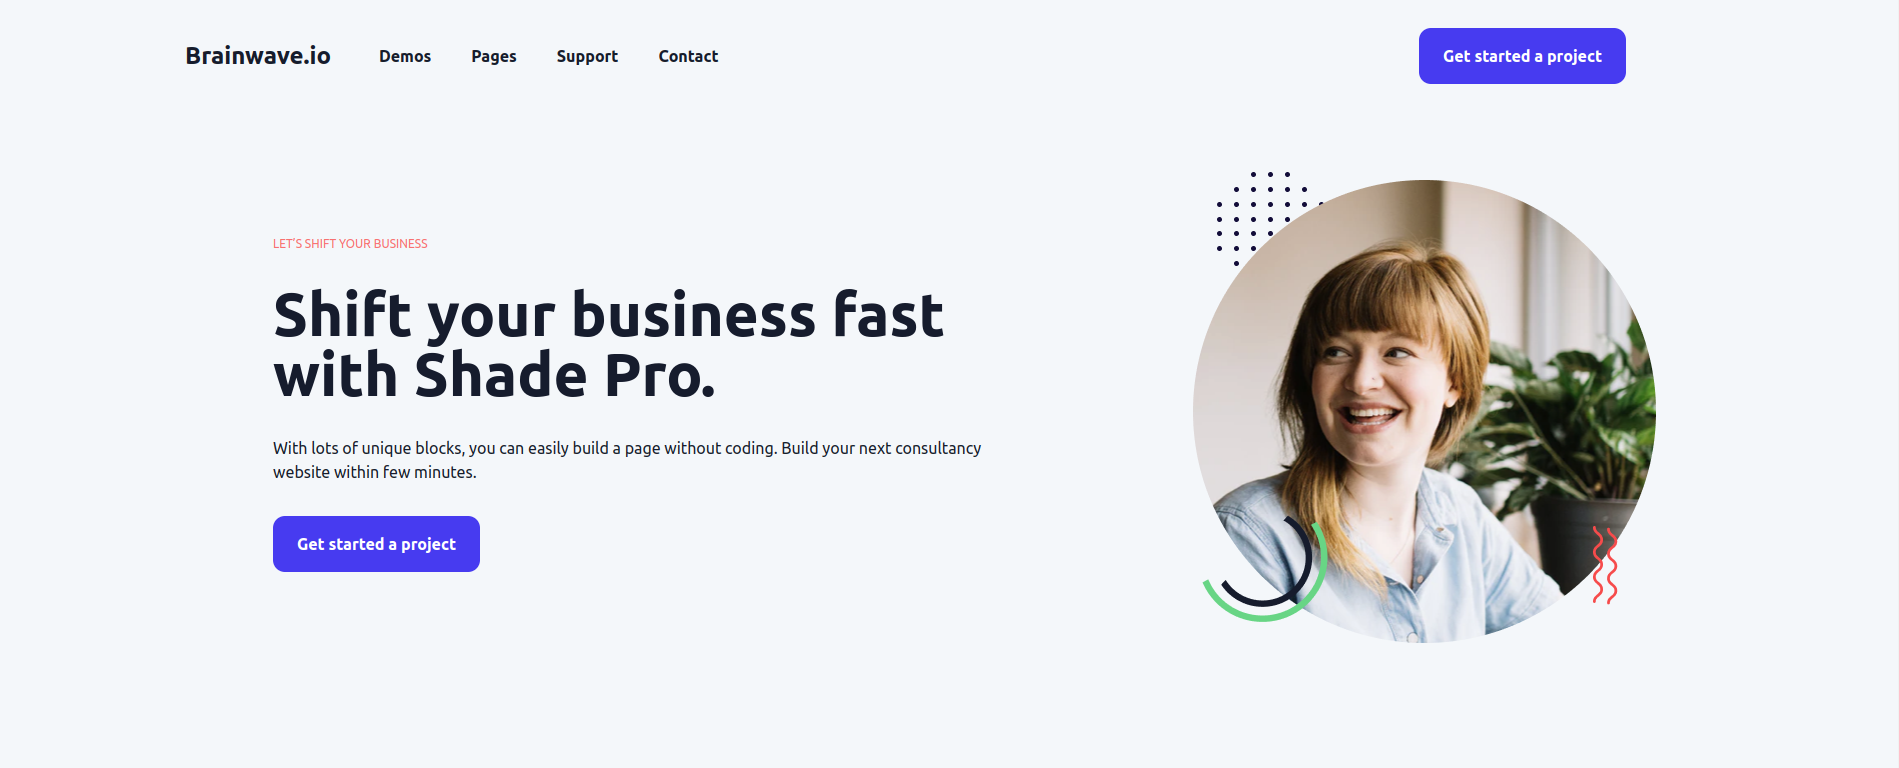 Brainwave.io Demos Pages Support Contact Get started a project
LET'S SHIFT YOUR BUSINESS
Shift your business fast
with Shade Pro.
With lots of unique blocks, you can easily build a page without coding. Build your next consultancy
website within few minutes.
Get started a project